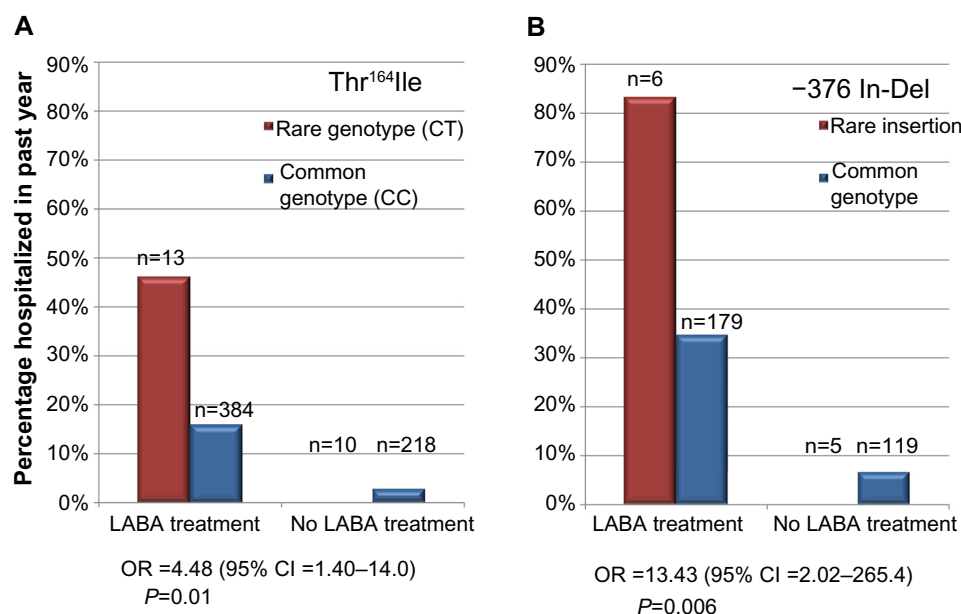 A
Percentage hospitalized in past year
90%
80%
70%
60%
50%
40%
30%
20%
10%
0%
Thr¹⁶⁴Ile
Rare genotype (CT)
Common
genotype (CC)
n=13
n=384
n=10
n=218
LABA treatment
No LABA treatment
OR =4.48 (95% CI =1.40–14.0)
P=0.01
B
90%
80%
70%
60%
50%
40%
30%
20%
10%
0%
−376 In-Del
Rare insertion
Common
genotype
n=6
n=179
n=5
n=119
LABA treatment
No LABA treatment
OR =13.43 (95% CI =2.02–265.4)
P=0.006